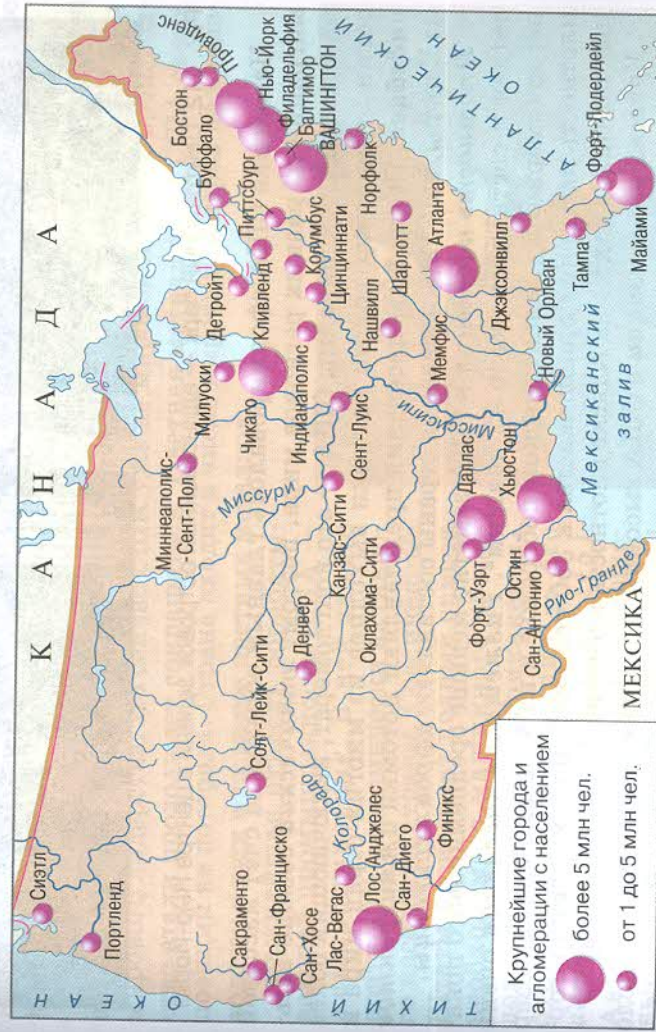 КАНАДА
ТИХИЙ ОКЕАН
АТЛАНТИЧЕСКИЙ
ОКЕАН
Мексиканский
залив
МЕКСИКА
Сиэтл
Портленд
Сакраменто
Сан-Франциско
Сан-Хосе
Лас-Вегас
Лос-Анджелес
Сан-Диего
Финикс
Колорадо
Солт-Лейк-Сити
Денвер
Миссури
Миннеаполис-
-Сент-Пол
Канзас-Сити
Оклахома-Сити
Форт-Уэрт
Даллас
Хьюстон
Остин
Сан-Антонио
Рио-Гранде
Милуоки
Чикаго
Индианаполис
Сент-Луис
Миссисипи
Мемфис
Новый Орлеан
Нашвилл
Детройт
Кливленд
Колумбус
Цинциннати
Питтсбург
Буффало
Бостон
Провиденс
Нью-Йорк
Филадельфия
Балтимор
ВАШИНГТОН
Норфолк
Шарлотт
Атланта
Джэксонвилл
Тампа
Форт-Лодердейл
Майами
Крупнейшие города и
агломерации с населением
более 5 млн чел.
от 1 до 5 млн чел.